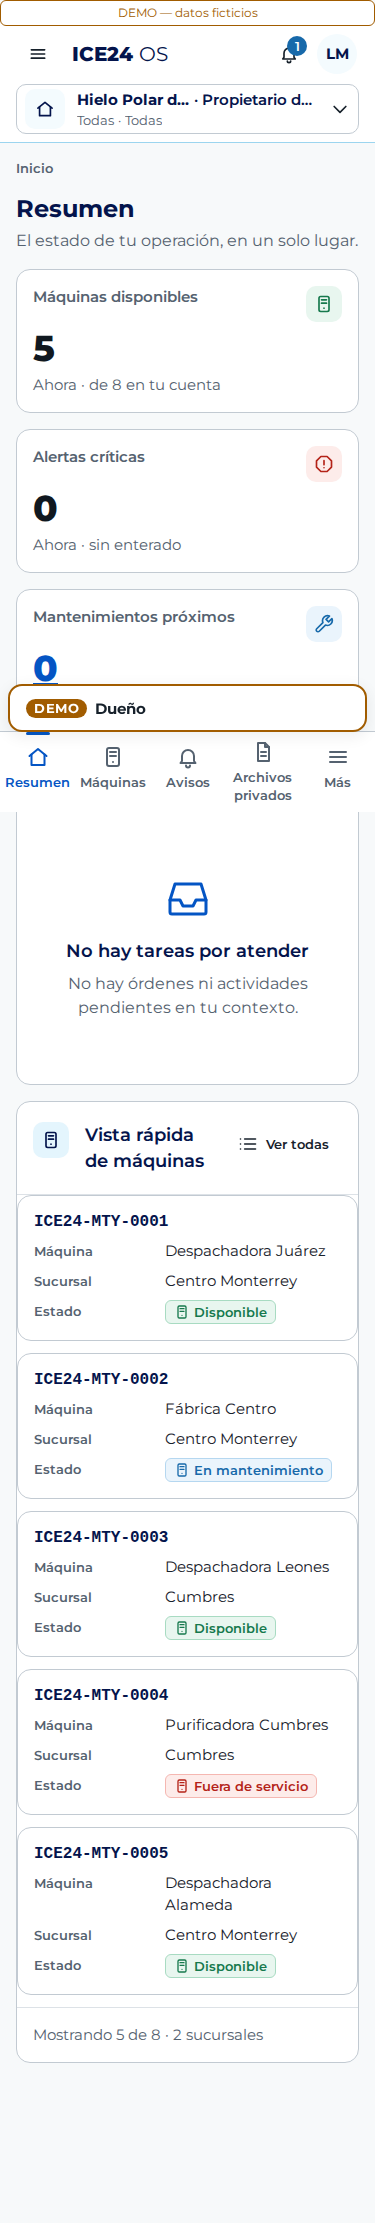 DEMO — datos ficticios
ICE24 OS
1
LM
Hielo Polar d... · Propietario d...
Todas · Todas
Inicio
Resumen
El estado de tu operación, en un solo lugar.
Máquinas disponibles
5
Ahora · de 8 en tu cuenta
Alertas críticas
0
Ahora · sin enterado
Mantenimientos próximos
0
DEMO Dueño
Resumen
Máquinas
Avisos
Archivos privados
Más
No hay tareas por atender
No hay órdenes ni actividades
pendientes en tu contexto.
Vista rápida
de máquinas
Ver todas
ICE24-MTY-0001
Máquina Despachadora Juárez
Sucursal Centro Monterrey
Estado Disponible
ICE24-MTY-0002
Máquina Fábrica Centro
Sucursal Centro Monterrey
Estado En mantenimiento
ICE24-MTY-0003
Máquina Despachadora Leones
Sucursal Cumbres
Estado Disponible
ICE24-MTY-0004
Máquina Purificadora Cumbres
Sucursal Cumbres
Estado Fuera de servicio
ICE24-MTY-0005
Máquina Despachadora
Alameda
Sucursal Centro Monterrey
Estado Disponible
Mostrando 5 de 8 · 2 sucursales